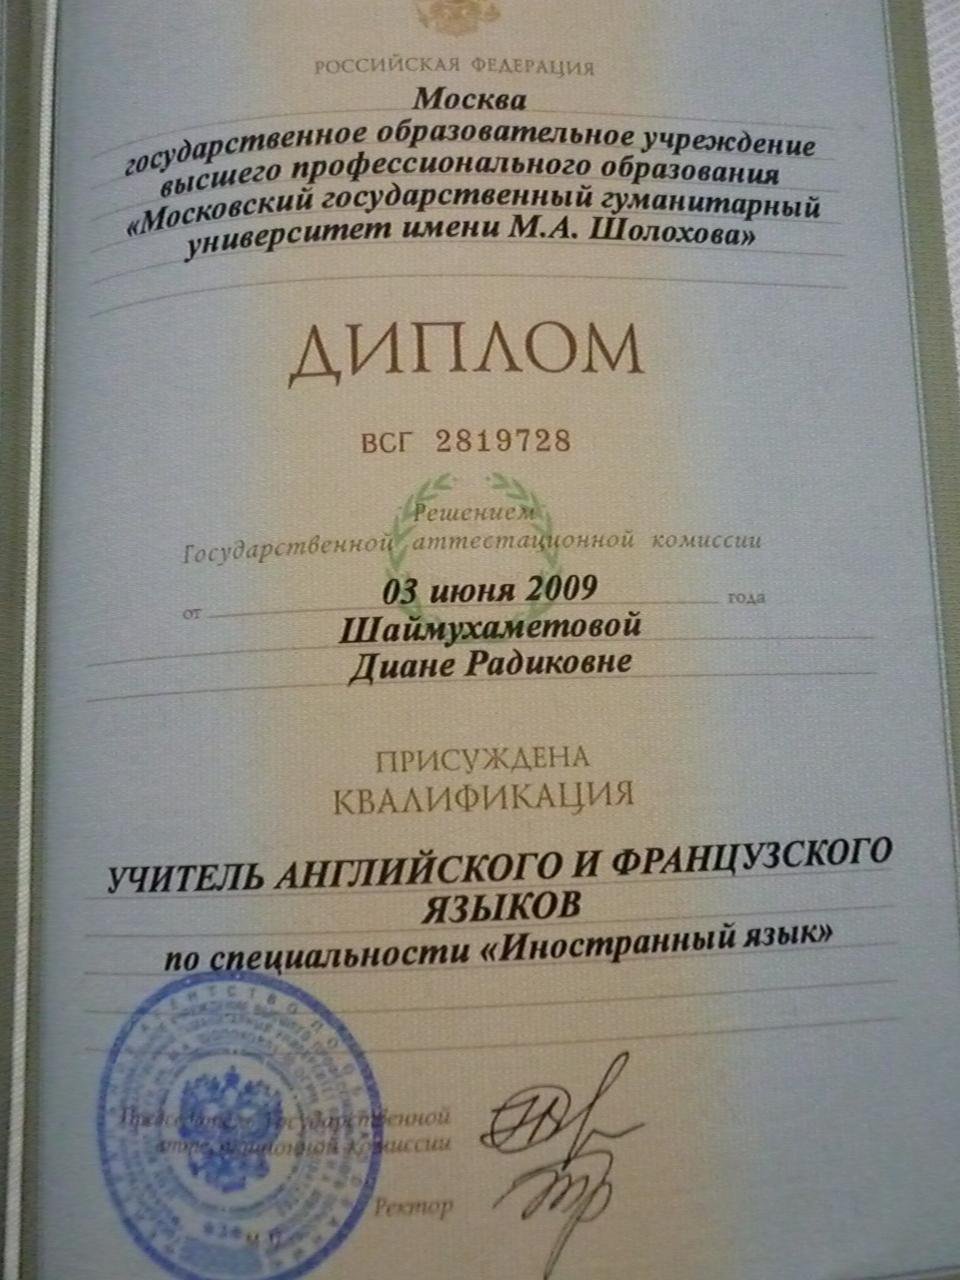 РОССИЙСКАЯ ФЕДЕРАЦИЯ
Москва
государственное образовательное учреждение
высшего профессионального образования
«Московский государственный гуманитарный
университет имени М.А. Шолохова»
ДИПЛОМ
ВСГ 2819728
Решением
Государственной аттестационной комиссии
от 03 июня 2009 года
Шаймухаметовой
Диане Радиковне
ПРИСУЖДЕНА
КВАЛИФИКАЦИЯ
УЧИТЕЛЬ АНГЛИЙСКОГО И ФРАНЦУЗСКОГО
ЯЗЫКОВ
по специальности «Иностранный язык»
Председатель Государственной
аттестационной комиссии
Ректор